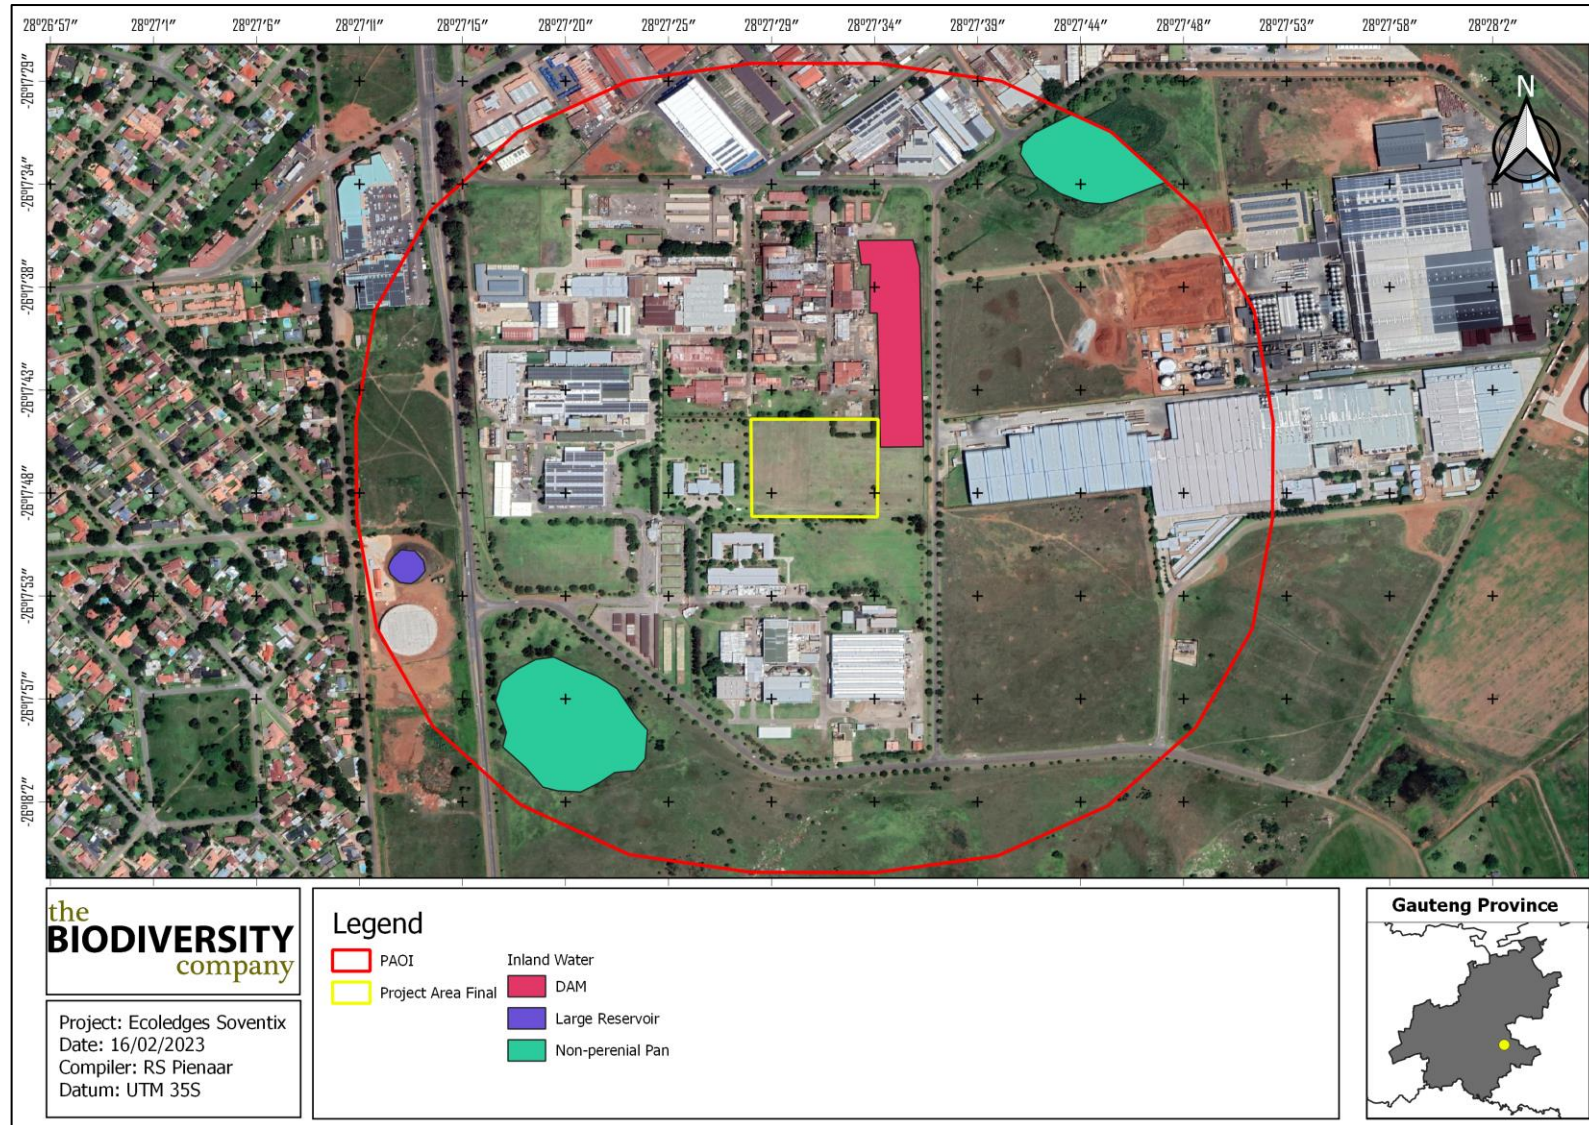 28°26'57" 28°27'1" 28°27'6" 28°27'11" 28°27'15" 28°27'20" 28°27'25" 28°27'29" 28°27'34" 28°27'39" 28°27'44" 28°27'48" 28°27'53" 28°27'58" 28°28'2"
-26°17'29"
-26°17'34"
-26°17'38"
-26°17'43"
-26°17'48"
-26°17'53"
-26°17'57"
-26°18'2"
N
the
BIODIVERSITY
company
Project: Ecoledges Soventix
Date: 16/02/2023
Compiler: RS Pienaar
Datum: UTM 35S
Legend
PAOI
Project Area Final
Inland Water
DAM
Large Reservoir
Non-perenial Pan
Gauteng Province